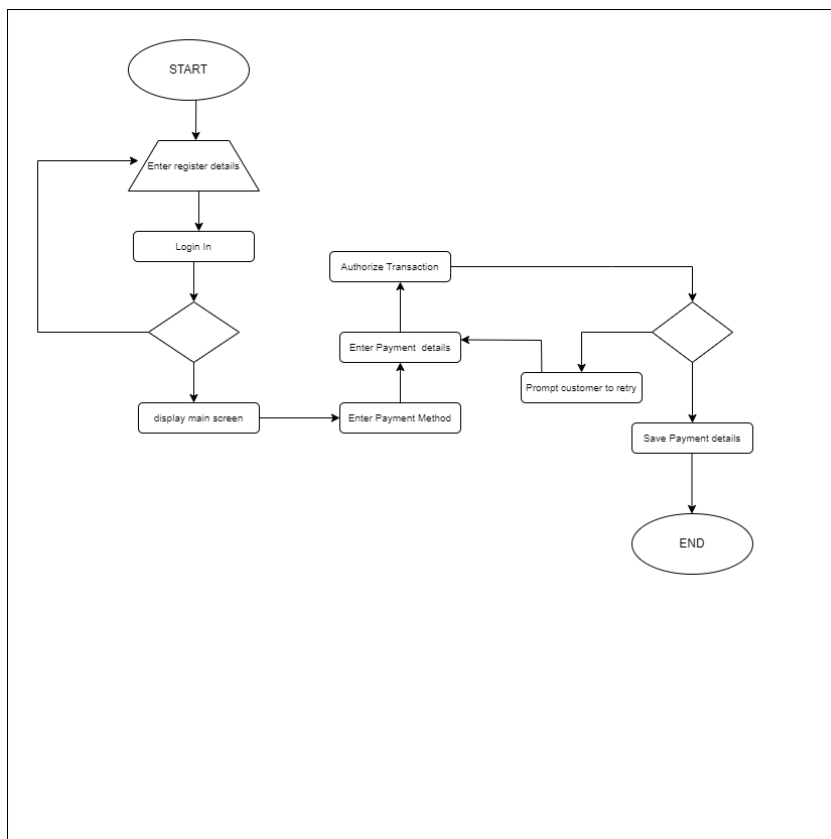 START
Enter register details
Login In
display main screen
Enter Payment Method
Enter Payment details
Authorize Transaction
Prompt customer to retry
Save Payment details
END